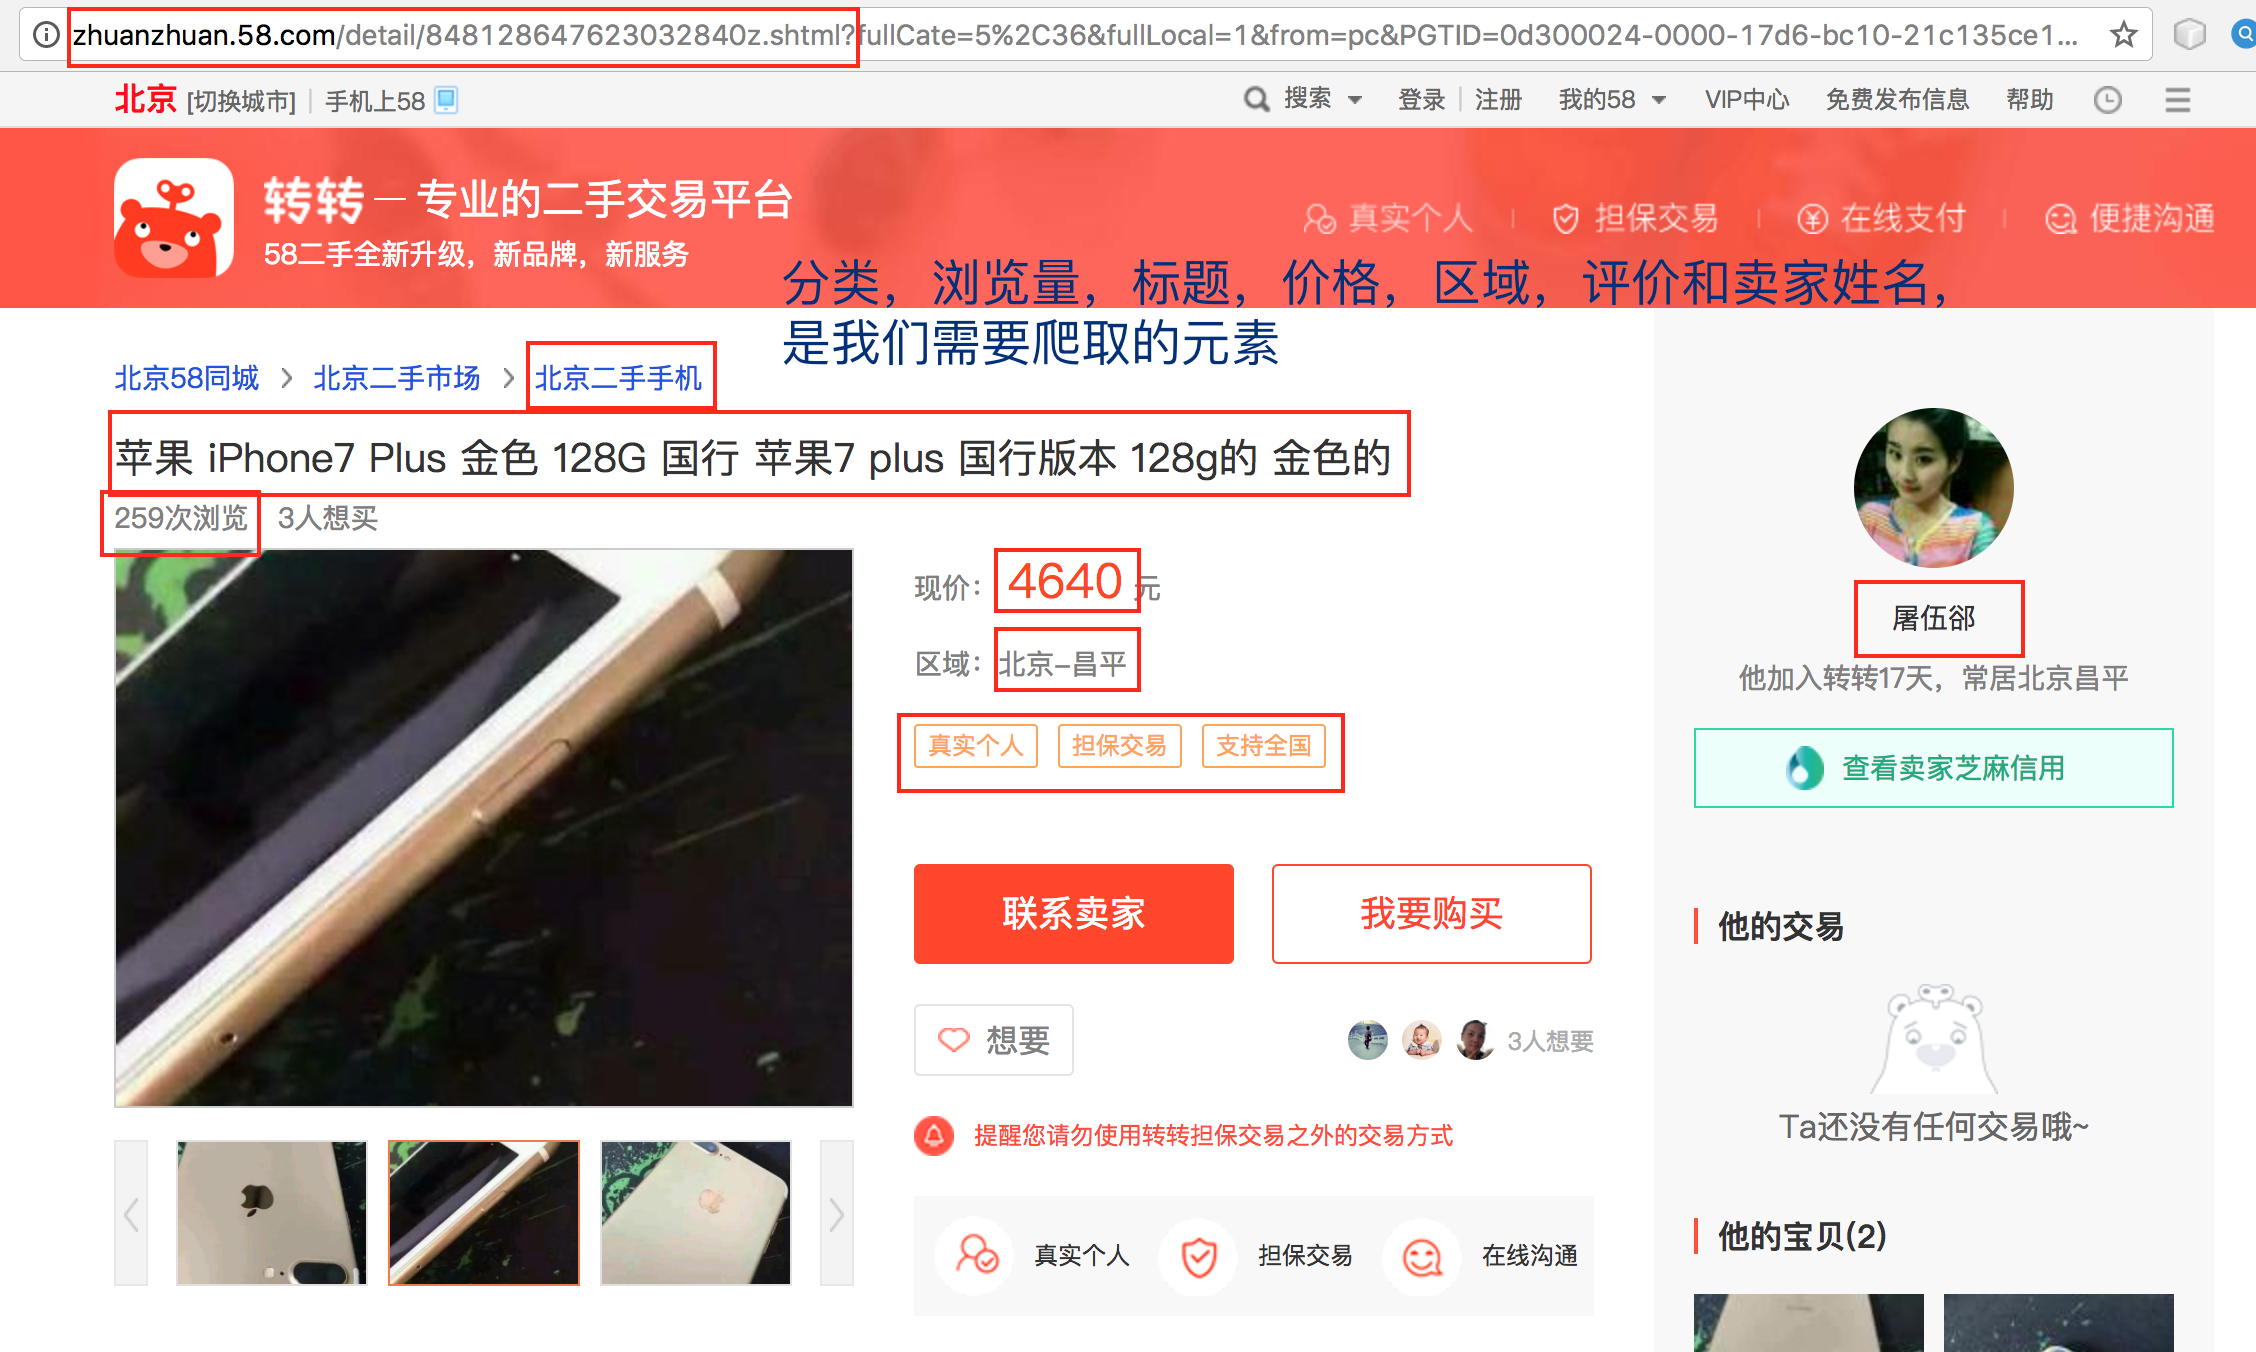 zhuanzhuan.58.com/detail/848128647623032840z.shtml?fullCate=5%2C36&fullLocal=1&from=pc&PGTID=0d300024-0000-17d6-bc10-21c135ce1...
北京 [切换城市] 手机上58 搜索 登录 注册 我的58 VIP中心 免费发布信息 帮助
转转 — 专业的二手交易平台
58二手全新升级，新品牌，新服务
真实个人 担保交易 在线支付 便捷沟通
分类，浏览量，标题，价格，区域，评价和卖家姓名，
是我们需要爬取的元素
北京58同城 > 北京二手市场 > 北京二手手机
苹果 iPhone7 Plus 金色 128G 国行 苹果7 plus 国行版本 128g的 金色的
259次浏览 3人想买
现价： 4640 元
区域： 北京-昌平
真实个人 担保交易 支持全国
联系卖家 我要购买
想要 3人想要
提醒您请勿使用转转担保交易之外的交易方式
真实个人 担保交易 在线沟通
屠伍郤
他加入转转17天，常居北京昌平
查看卖家芝麻信用
他的交易
Ta还没有任何交易哦~
他的宝贝(2)